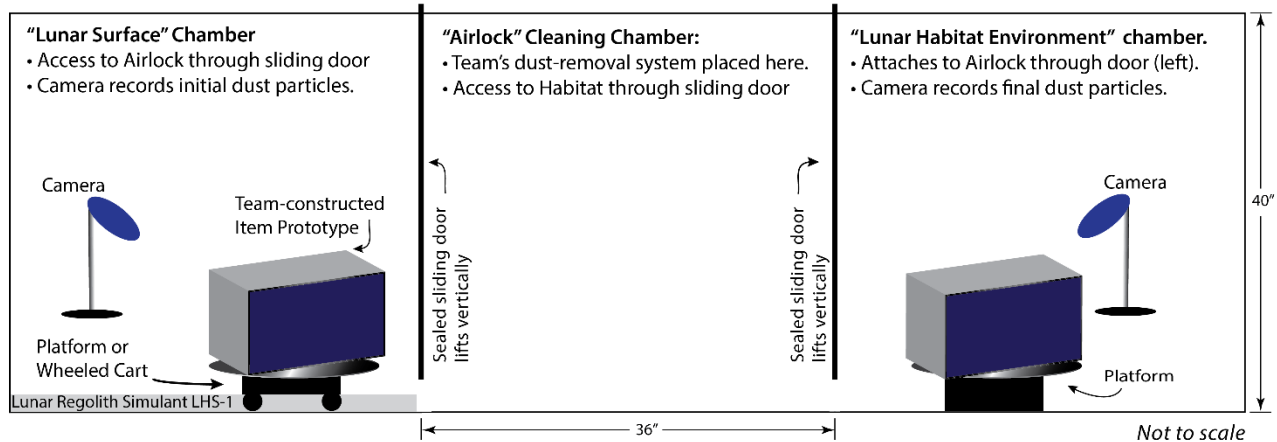 “Lunar Surface” Chamber
• Access to Airlock through sliding door
• Camera records initial dust particles.
“Airlock” Cleaning Chamber:
• Team’s dust-removal system placed here.
• Access to Habitat through sliding door
“Lunar Habitat Environment” chamber.
• Attaches to Airlock through door (left).
• Camera records final dust particles.
Camera
Team-constructed
Item Prototype
Platform or
Wheeled Cart
Lunar Regolith Simulant LHS-1
Sealed sliding door
lifts vertically
Sealed sliding door
lifts vertically
Camera
Platform
40”
36”
Not to scale